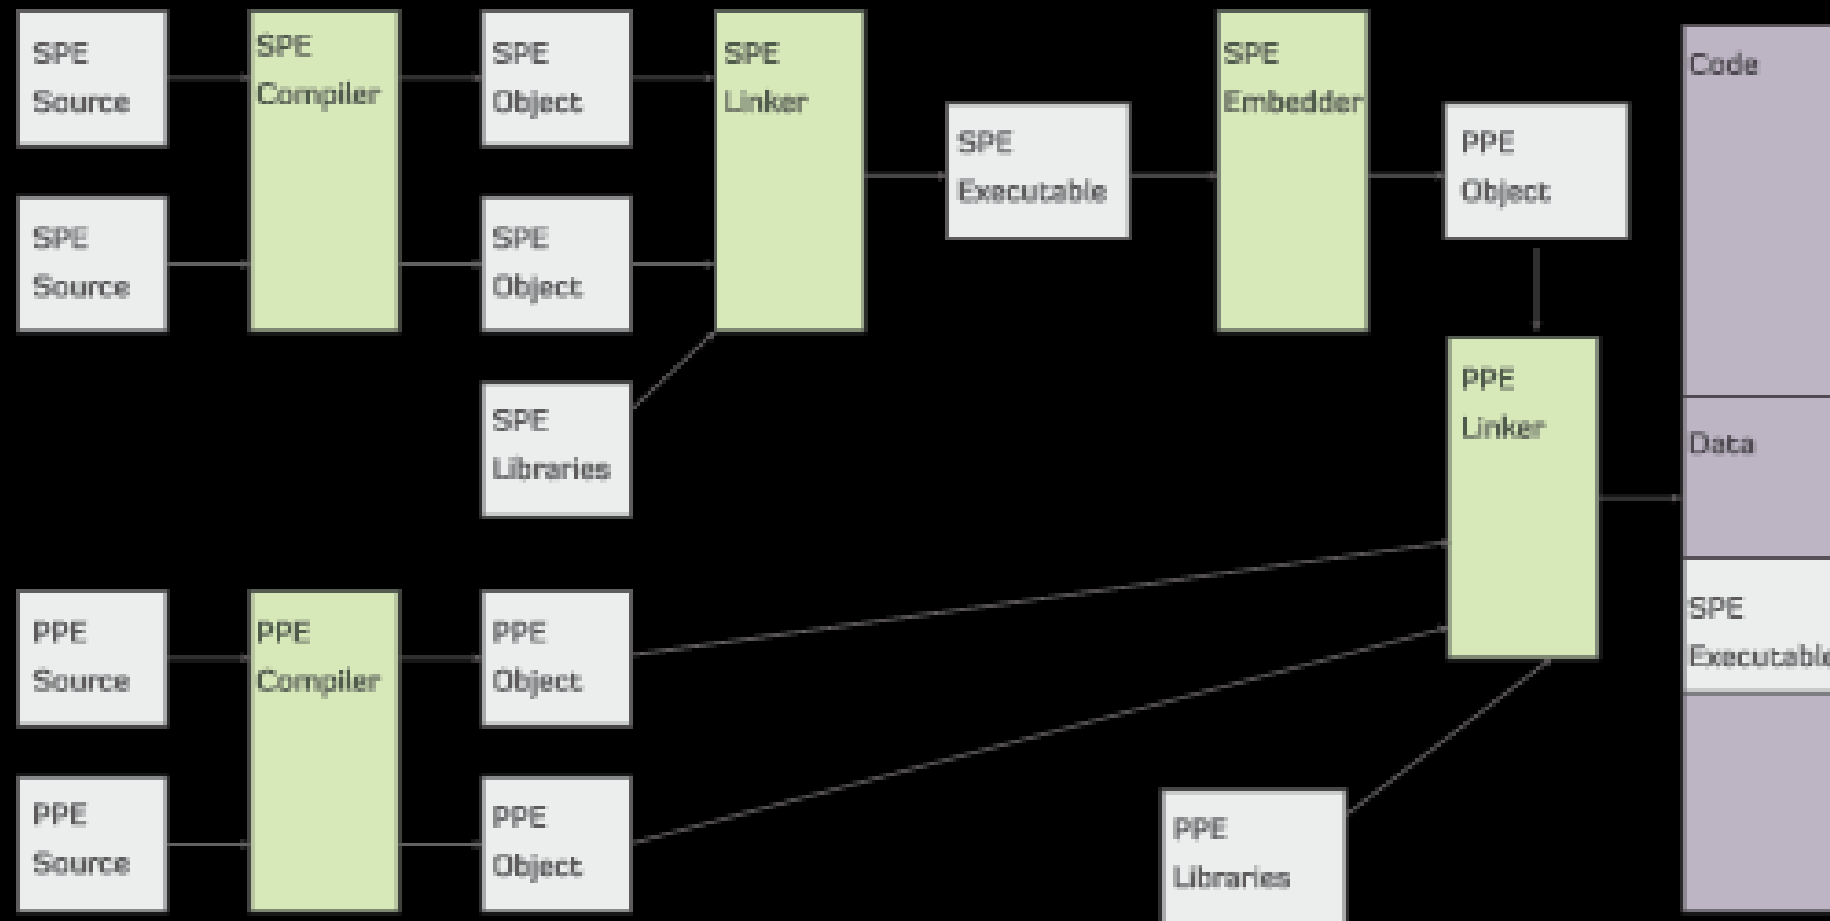 SPE
Source
SPE
Compiler
SPE
Object
SPE
Linker
SPE
Executable
SPE
Embedder
PPE
Object
Code
SPE
Source
SPE
Object
SPE
Libraries
PPE
Linker
Data
SPE
Executable
PPE
Source
PPE
Compiler
PPE
Object
PPE
Source
PPE
Object
PPE
Libraries